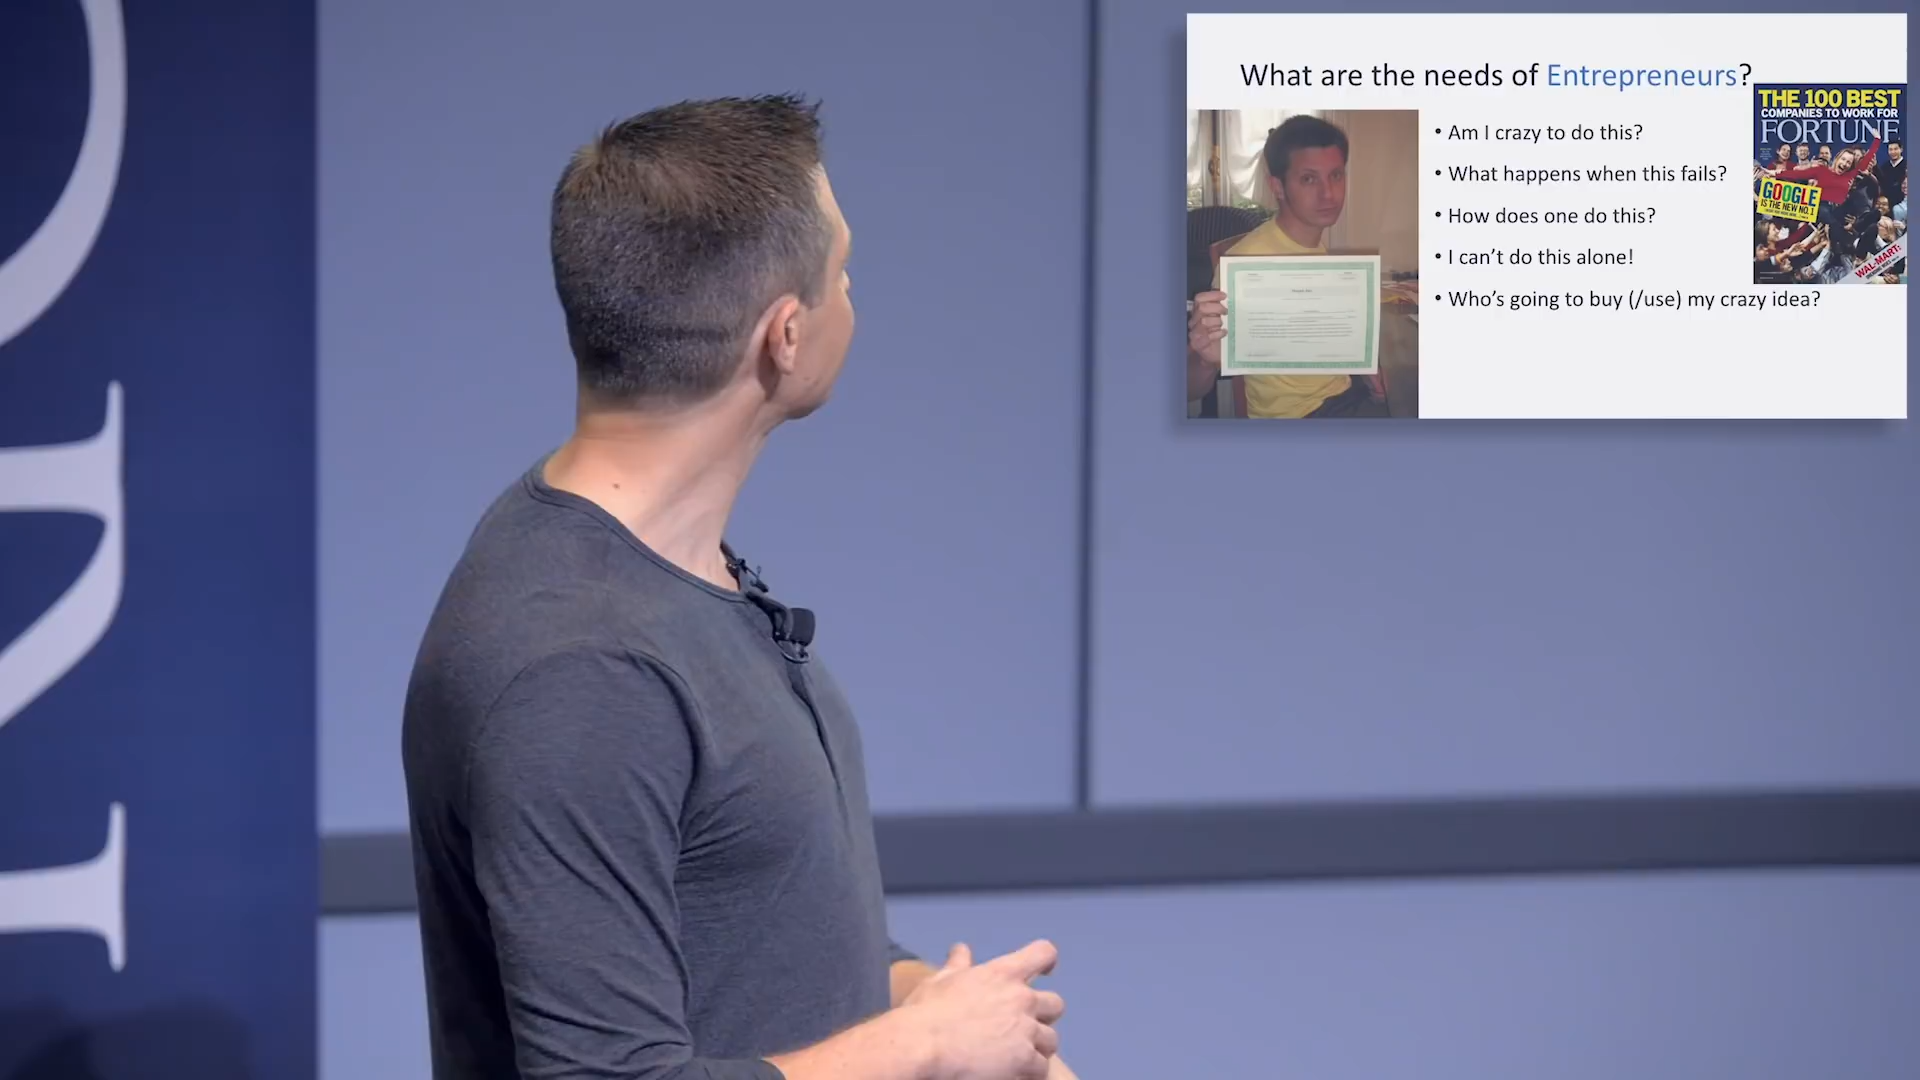 What are the needs of Entrepreneurs?
• Am I crazy to do this?
• What happens when this fails?
• How does one do this?
• I can't do this alone!
• Who's going to buy (/use) my crazy idea?
THE 100 BEST
COMPANIES TO WORK FOR
FORTUNE
GOOGLE
IS THE NEW NO. 1
WAL-MART: